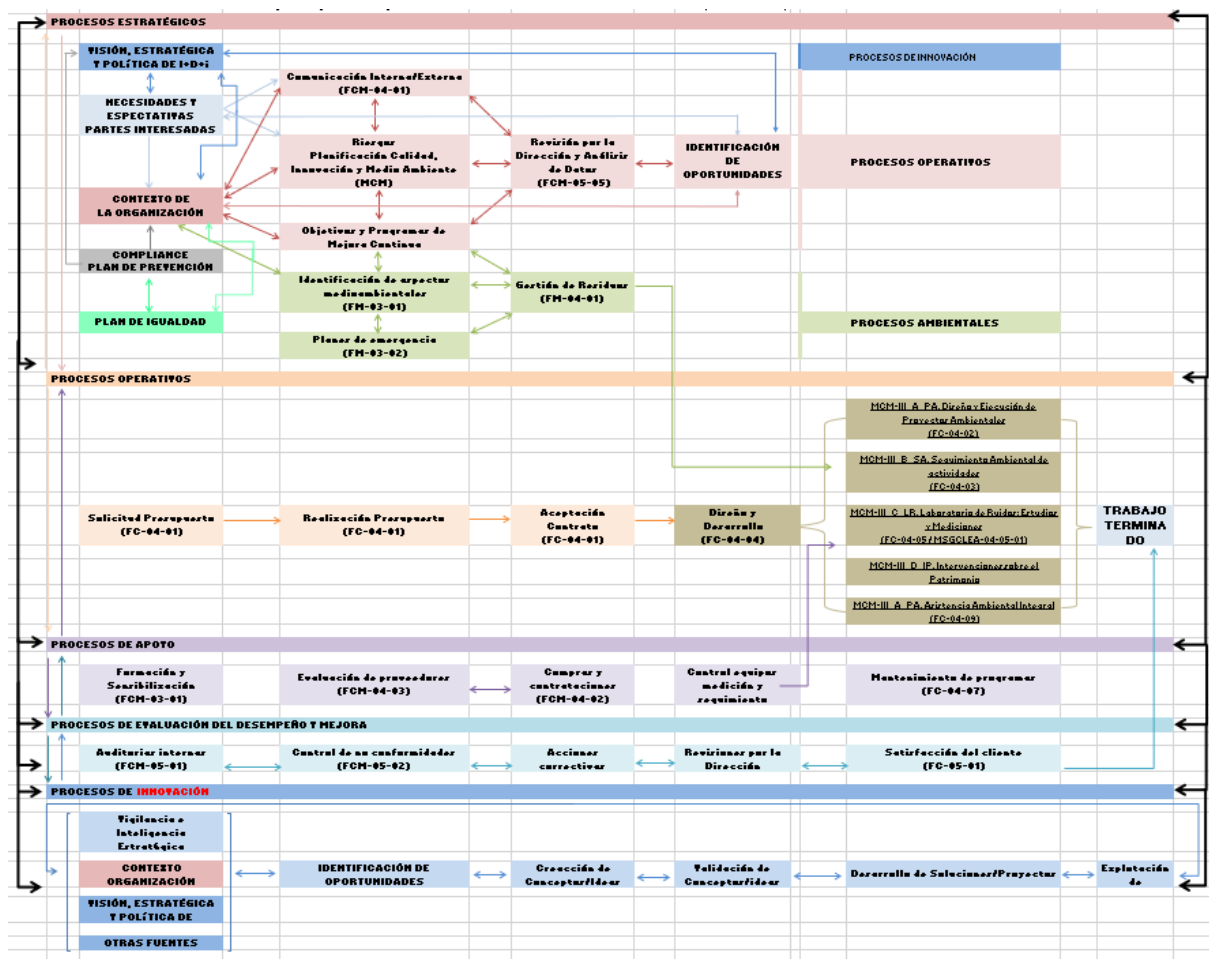 PROCESOS ESTRATÉGICOS
VISIÓN, ESTRATÉGICA
Y POLÍTICA DE I+D+i
PROCESOS DE INNOVACIÓN
Comunicación Interna/Externa
(FCM-04-01)
NECESIDADES Y
ESPECTATIVAS
PARTES INTERESADAS
Riesgos
Planificación Calidad,
Innovación y Medio Ambiente
(MCM)
Revisión por la
Dirección y Análisis
de Datos
(FCM-05-05)
IDENTIFICACIÓN
DE
OPORTUNIDADES
PROCESOS OPERATIVOS
CONTEXTO DE
LA ORGANIZACIÓN
Objetivos y Programas de
Mejora Continua
COMPLIANCE
PLAN DE PREVENCIÓN
Identificación de aspectos
medioambientales
(FM-03-01)
Gestión de Residuos
(FM-04-01)
PLAN DE IGUALDAD
PROCESOS AMBIENTALES
Planes de emergencia
(FM-03-02)
PROCESOS OPERATIVOS
MCM-III_A_PA. Diseño y Ejecución de
Proyectos Ambientales
(FC-04-02)
MCM-III_B_SA. Seguimiento Ambiental de
actividades
(FC-04-03)
Solicitud Presupuesto
(FC-04-01)
Realización Presupuesto
(FC-04-01)
Aceptación
Contrato
(FC-04-01)
Diseño y
Desarrollo
(FC-04-04)
MCM-III_C_LR. Laboratorio de Ruidos: Estudios
y Mediciones
(FC-04-05 / MSGCLEA-04-05-01)
TRABAJO
TERMINA
DO
MCM-III_D_IP. Intervenciones sobre el
Patrimonio
MCM-III_A_PA. Asistencia Ambiental Integral
(FC-04-09)
PROCESOS DE APOYO
Formación y
Sensibilización
(FCM-03-01)
Evaluación de proveedores
(FCM-04-03)
Compras y
contrataciones
(FCM-04-02)
Control equipos
medición y
seguimiento
Mantenimiento de programas
(FC-04-07)
PROCESOS DE EVALUACIÓN DEL DESEMPEÑO Y MEJORA
Auditorias internas
(FCM-05-01)
Control de no conformidades
(FCM-05-02)
Acciones
correctivas
Revisiones por la
Dirección
Satisfacción del cliente
(FC-05-01)
PROCESOS DE INNOVACIÓN
Vigilancia e
Inteligencia
Estratégica
CONTEXTO
ORGANIZACIÓN
IDENTIFICACIÓN DE
OPORTUNIDADES
Creacción de
Conceptos/Ideas
Validación de
Conceptos/ideas
Desarrollo de Soluciones/Proyectos
Explotación
de
VISIÓN, ESTRATÉGICA
Y POLÍTICA DE
OTRAS FUENTES